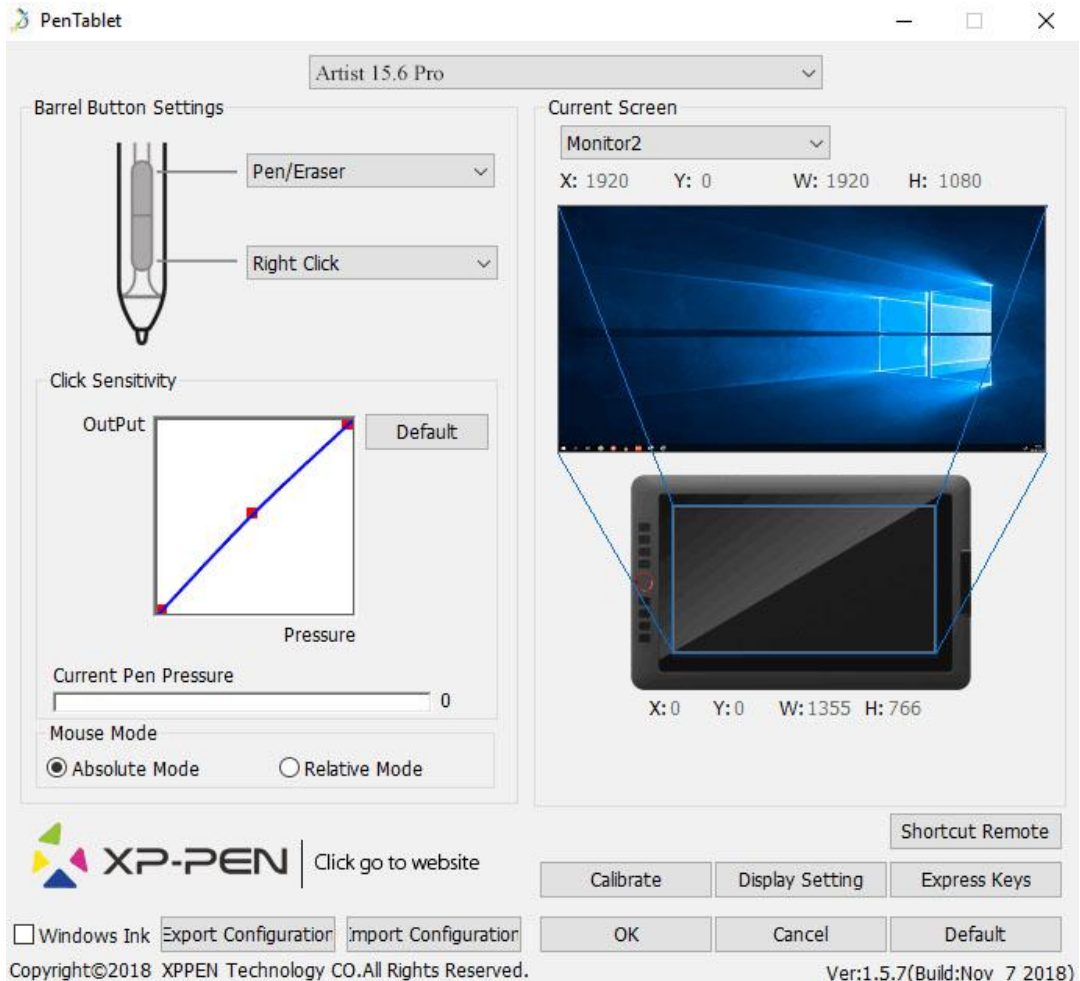 PenTablet
Artist 15.6 Pro
Barrel Button Settings
Pen/Eraser
Right Click
Click Sensitivity
OutPut
Default
Pressure
Current Pen Pressure
0
Mouse Mode
Absolute Mode
Relative Mode
Current Screen
Monitor2
X: 1920 Y: 0 W: 1920 H: 1080
X: 0 Y: 0 W: 1355 H: 766
XP-PEN
Click go to website
Shortcut Remote
Calibrate
Display Setting
Express Keys
Windows Ink
Export Configuration
Import Configuration
OK
Cancel
Default
Copyright©2018 XPPEN Technology CO.All Rights Reserved.
Ver:1.5.7(Build:Nov 7 2018)